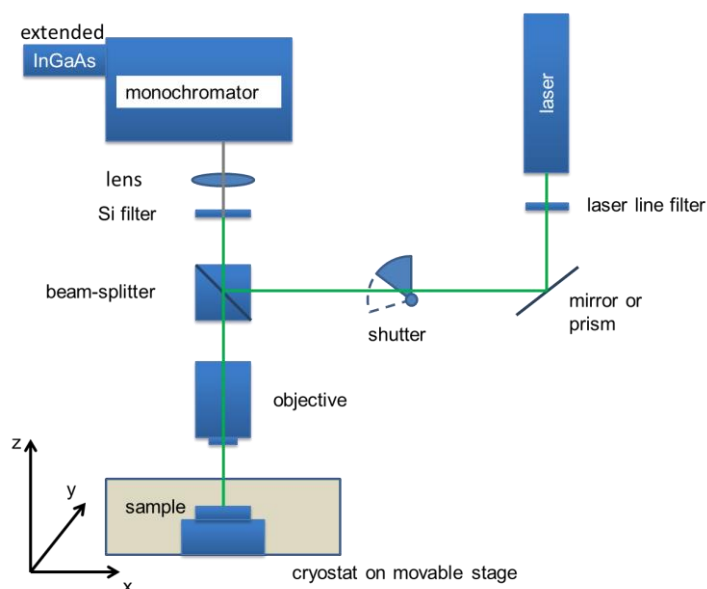 extended
InGaAs
monochromator
laser
lens
Si filter
laser line filter
beam-splitter
mirror or
prism
shutter
objective
z
y
sample
cryostat on movable stage
x